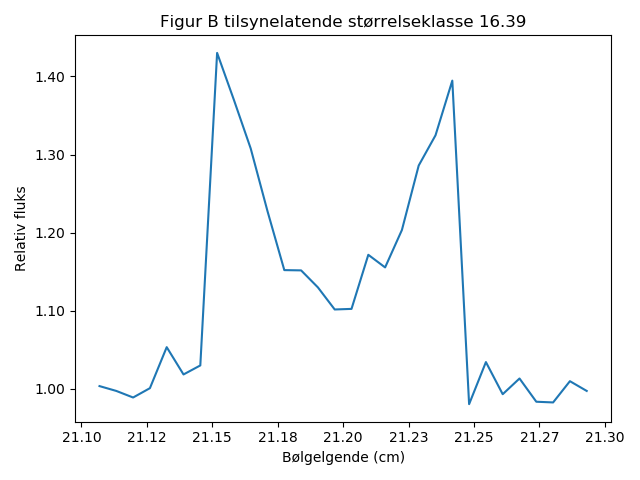 Figur B tilsynelatende størrelseklasse 16.39
Relativ fluks
1.40
1.30
1.20
1.10
1.00
21.10 21.12 21.15 21.18 21.20 21.23 21.25 21.27 21.30
Bølgelgende (cm)